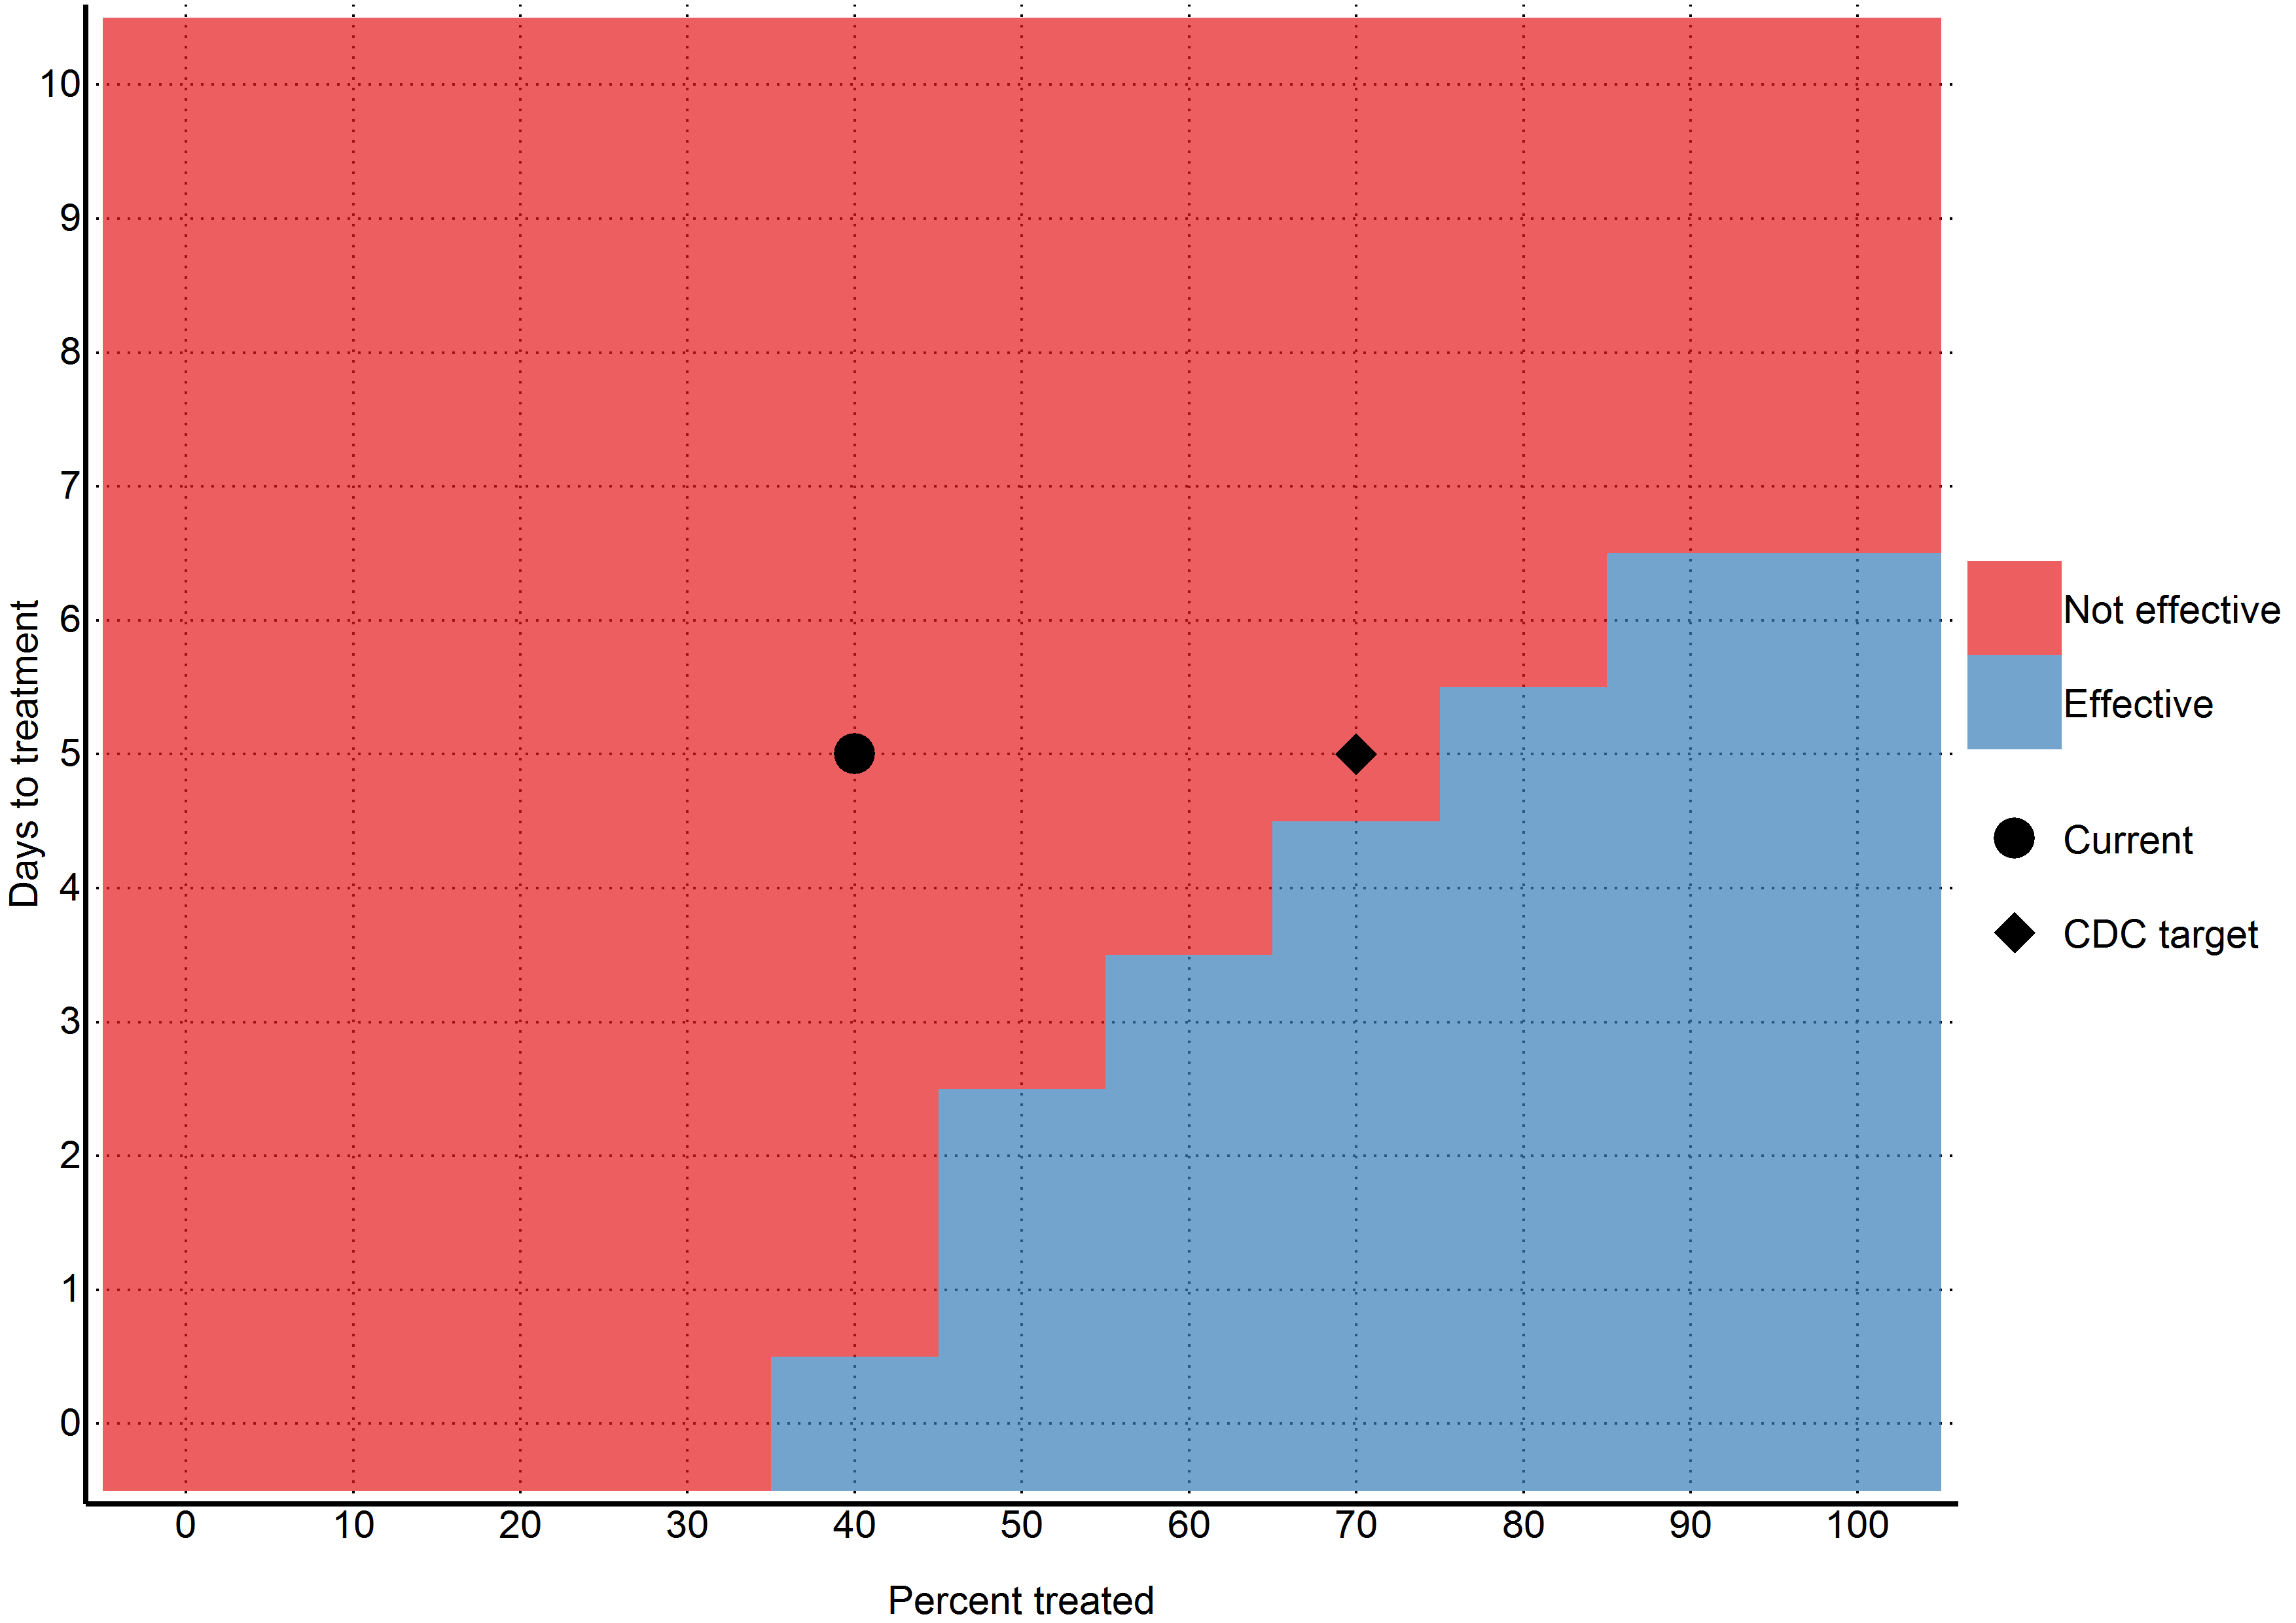 10
9
8
7
6
5
4
3
2
1
0
Days to treatment
0 10 20 30 40 50 60 70 80 90 100
Percent treated
Not effective
Effective
Current
CDC target